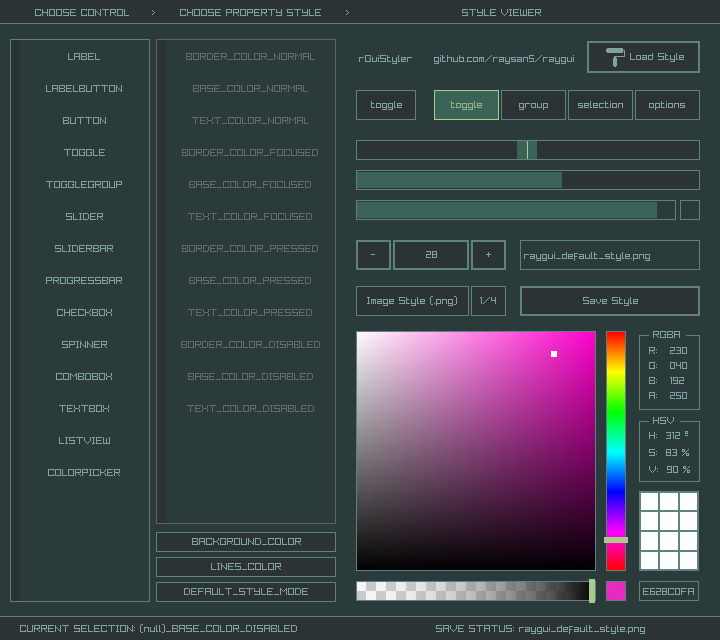 CHOOSE CONTROL > CHOOSE PROPERTY STYLE > STYLE VIEWER
LABEL
LABELBUTTON
BUTTON
TOGGLE
TOGGLEGROUP
SLIDER
SLIDERBAR
PROGRESSBAR
CHECKBOX
SPINNER
COMBOBOX
TEXTBOX
LISTVIEW
COLORPICKER
BORDER_COLOR_NORMAL
BASE_COLOR_NORMAL
TEXT_COLOR_NORMAL
BORDER_COLOR_FOCUSED
BASE_COLOR_FOCUSED
TEXT_COLOR_FOCUSED
BORDER_COLOR_PRESSED
BASE_COLOR_PRESSED
TEXT_COLOR_PRESSED
BORDER_COLOR_DISABLED
BASE_COLOR_DISABLED
TEXT_COLOR_DISABLED
BACKGROUND_COLOR
LINES_COLOR
DEFAULT_STYLE_MODE
rGuiStyler github.com/raysan5/raygui Load Style
toggle toggle group selection options
- 28 + raygui_default_style.png
Image Style (.png) 1/4 Save Style
RGBA
R: 230
G: 040
B: 192
A: 250
HSV
H: 312 º
S: 83 %
V: 90 %
E628C0FA
CURRENT SELECTION: (null)_BASE_COLOR_DISABLED SAVE STATUS: raygui_default_style.png